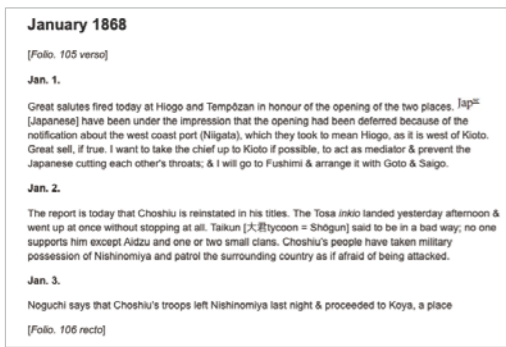 January 1868
[Folio. 105 verso]
Jan. 1.
Great salutes fired today at Hiogo and Tempōzan in honour of the opening of the two places. Japse
[Japanese] have been under the impression that the opening had been deferred because of the
notification about the west coast port (Niigata), which they took to mean Hiogo, as it is west of Kioto.
Great sell, if true. I want to take the chief up to Kioto if possible, to act as mediator & prevent the
Japanese cutting each other's throats; & I will go to Fushimi & arrange it with Goto & Saigo.
Jan. 2.
The report is today that Choshiu is reinstated in his titles. The Tosa inkio landed yesterday afternoon &
went up at once without stopping at all. Taikun [大君tycoon = Shōgun] said to be in a bad way; no one
supports him except Aidzu and one or two small clans. Choshiu's people have taken military
possession of Nishinomiya and patrol the surrounding country as if afraid of being attacked.
Jan. 3.
Noguchi says that Choshiu's troops left Nishinomiya last night & proceeded to Koya, a place
[Folio. 106 recto]